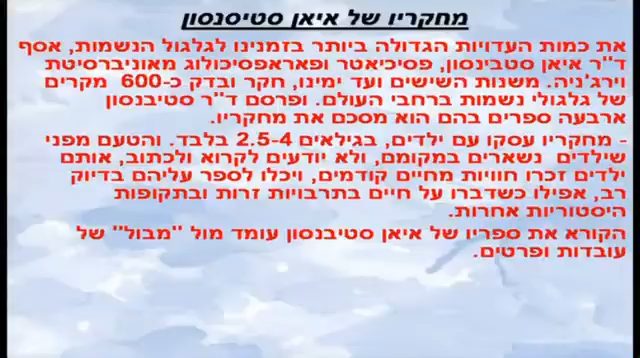 מחקריו של איאן סטיסנסון
את כמות העדויות הגדולה ביותר בזמנינו לגלגול הנשמות, אסף
ד"ר איאן סטבינסון, פסיכיאטר ופאראפסיכולוג מאוניברסיטת
וירג'ניה. משנות השישים ועד ימינו, חקר ובדק כ-600 מקרים
של גלגולי נשמות ברחבי העולם. ופרסם ד"ר סטיבנסון
ארבעה ספרים בהם הוא מסכם את מחקריו.
- מחקריו עסקו עם ילדים, בגילאים 2.5-4 בלבד. והטעם מפני
שילדים נשארים במקומם, ולא יודעים לקרוא ולכתוב, אותם
ילדים זכרו חוויות מחיים קודמים, ויכלו לספר עליהם בדיוק
רב, אפילו כשדברו על חיים בתרבויות זרות ובתקופות
היסטוריות אחרות.
הקורא את ספריו של איאן סטיבנסון עומד מול "מבול" של
עובדות ופרטים.